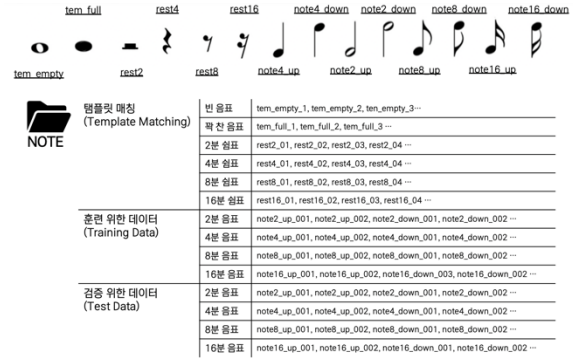 tem_full rest4 rest16 note4_down note2_down note8_down note16_down
tem_empty rest2 rest8 note4_up note2_up note8_up note16_up
NOTE
템플릿 매칭
(Template Matching)
빈 음표 tem_empty_1, tem_empty_2, ten_empty_3···
꽉 찬 음표 tem_full_1, tem_full_2, tem_full_3 ···
2분 쉼표 rest2_01, rest2_02, rest2_03, rest2_04 ···
4분 쉼표 rest4_01, rest4_02, rest4_03, rest4_04 ···
8분 쉼표 rest8_01, rest8_02, rest8_03, rest8_04 ···
16분 쉼표 rest16_01, rest16_02, rest16_03, rest16_04 ···
훈련 위한 데이터
(Training Data)
2분 음표 note2_up_001, note2_up_002, note2_down_001, note2_down_002 ···
4분 음표 note4_up_001, note4_up_002, note4_down_001, note4_down_002 ···
8분 음표 note8_up_001, note8_up_002, note8_down_001, note8_down_002 ···
16분 음표 note16_up_001, note16_up_002, note16_down_003, note16_down_002 ···
검증 위한 데이터
(Test Data)
2분 음표 note2_up_001, note2_up_002, note2_down_001, note2_down_002 ···
4분 음표 note4_up_001, note4_up_002, note4_down_001, note4_down_002 ···
8분 음표 note8_up_001, note8_up_002, note8_down_001, note8_down_002 ···
16분 음표 note16_up_001, note16_up_002, note16_down_001, note16_down_002 ···